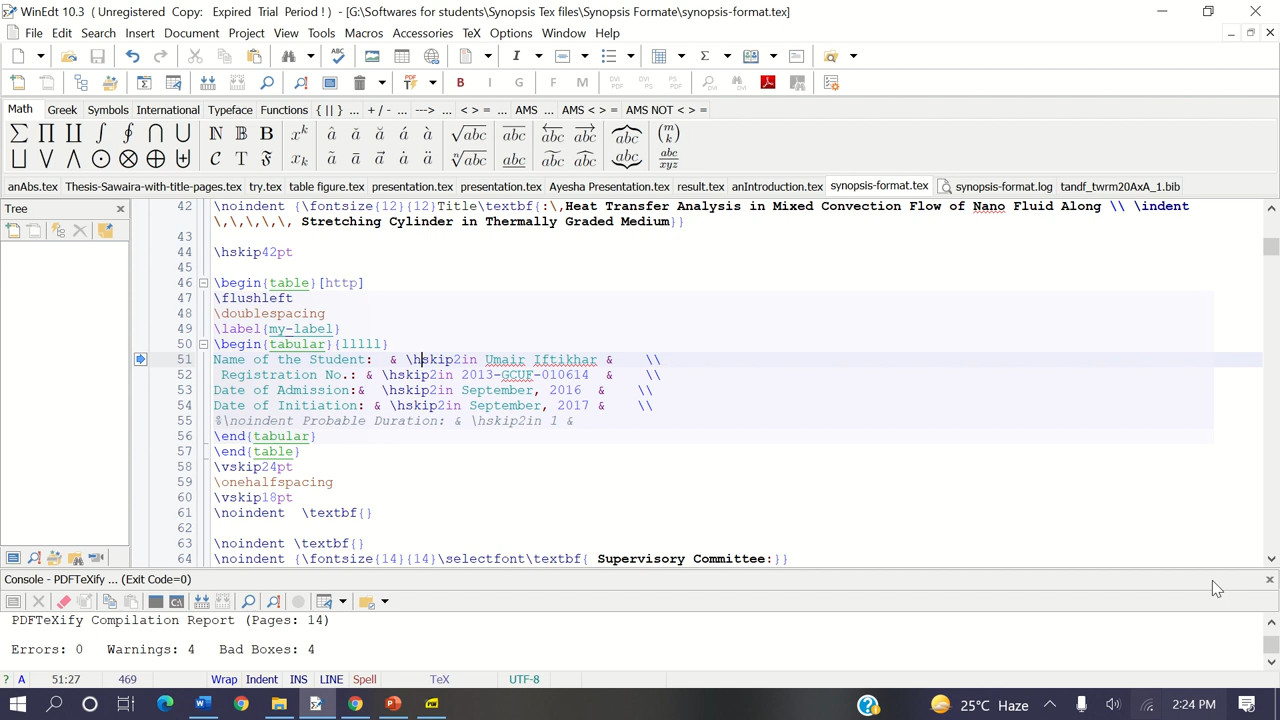 WinEdt 10.3 (Unregistered Copy: Expired Trial Period!) - [G:\Softwares for students\Synopsis Tex files\Synopsis Formate\synopsis-format.tex]
File Edit Search Insert Document Project View Tools Macros Accessories TeX Options Window Help
B I G F M DVI PDF DVI PS PS PDF
Math Greek Symbols International Typeface Functions { || } ... + / - ... ---> ... < > = ... AMS ... AMS < > = AMS NOT < > =
anAbs.tex Thesis-Sawaira-with-title-pages.tex try.tex table figure.tex presentation.tex presentation.tex Ayesha Presentation.tex result.tex anIntroduction.tex synopsis-format.tex synopsis-format.log tandf_twrm20AxA_1.bib
Tree
42 \noindent {\fontsize{12}{12}Title\textbf{:\,Heat Transfer Analysis in Mixed Convection Flow of Nano Fluid Along \\ \indent
\,\,\,\,\, Stretching Cylinder in Thermally Graded Medium}}
43
44 \hskip42pt
45
46 \begin{table}[http]
47 \flushleft
48 \doublespacing
49 \label{my-label}
50 \begin{tabular}{lllll}
51 Name of the Student: & \hskip2in Umair Iftikhar & \\
52 Registration No.: & \hskip2in 2013-GCUF-010614 & \\
53 Date of Admission:& \hskip2in September, 2016 & \\
54 Date of Initiation: & \hskip2in September, 2017 & \\
55 %\noindent Probable Duration: & \hskip2in 1 &
56 \end{tabular}
57 \end{table}
58 \vskip24pt
59 \onehalfspacing
60 \vskip18pt
61 \noindent \textbf{}
62
63 \noindent \textbf{}
64 \noindent {\fontsize{14}{14}\selectfont\textbf{ Supervisory Committee:}}
Console - PDFTeXify ... (Exit Code=0)
PDFTeXify Compilation Report (Pages: 14)
Errors: 0 Warnings: 4 Bad Boxes: 4
? A 51:27 469 Wrap Indent INS LINE Spell TeX UTF-8
25°C Haze 2:24 PM